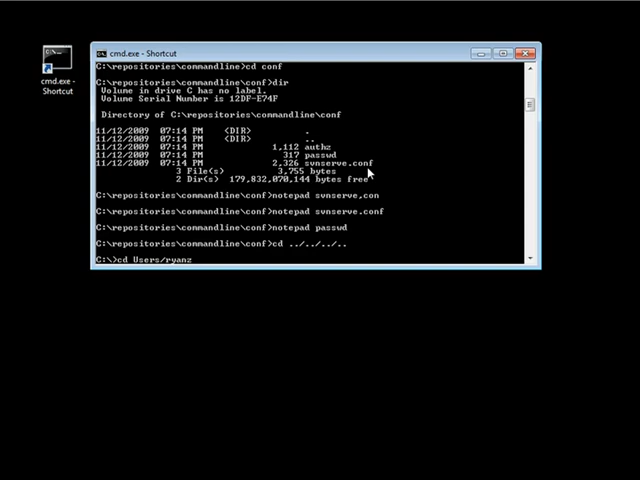 cmd.exe - Shortcut
cmd.exe -
Shortcut
C:\repositories\commandline>cd conf
C:\repositories\commandline\conf>dir
Volume in drive C has no label.
Volume Serial Number is 12DF-E74F
Directory of C:\repositories\commandline\conf
11/12/2009 07:14 PM <DIR> .
11/12/2009 07:14 PM <DIR> ..
11/12/2009 07:14 PM 1,112 authz
11/12/2009 07:14 PM 317 passwd
11/12/2009 07:14 PM 2,326 svnserve.conf
3 File(s) 3,755 bytes
2 Dir(s) 179,832,070,144 bytes free
C:\repositories\commandline\conf>notepad svnserve,con
C:\repositories\commandline\conf>notepad svnserve.conf
C:\repositories\commandline\conf>notepad passwd
C:\repositories\commandline\conf>cd ../../../..
C:\>cd Users/ryanz